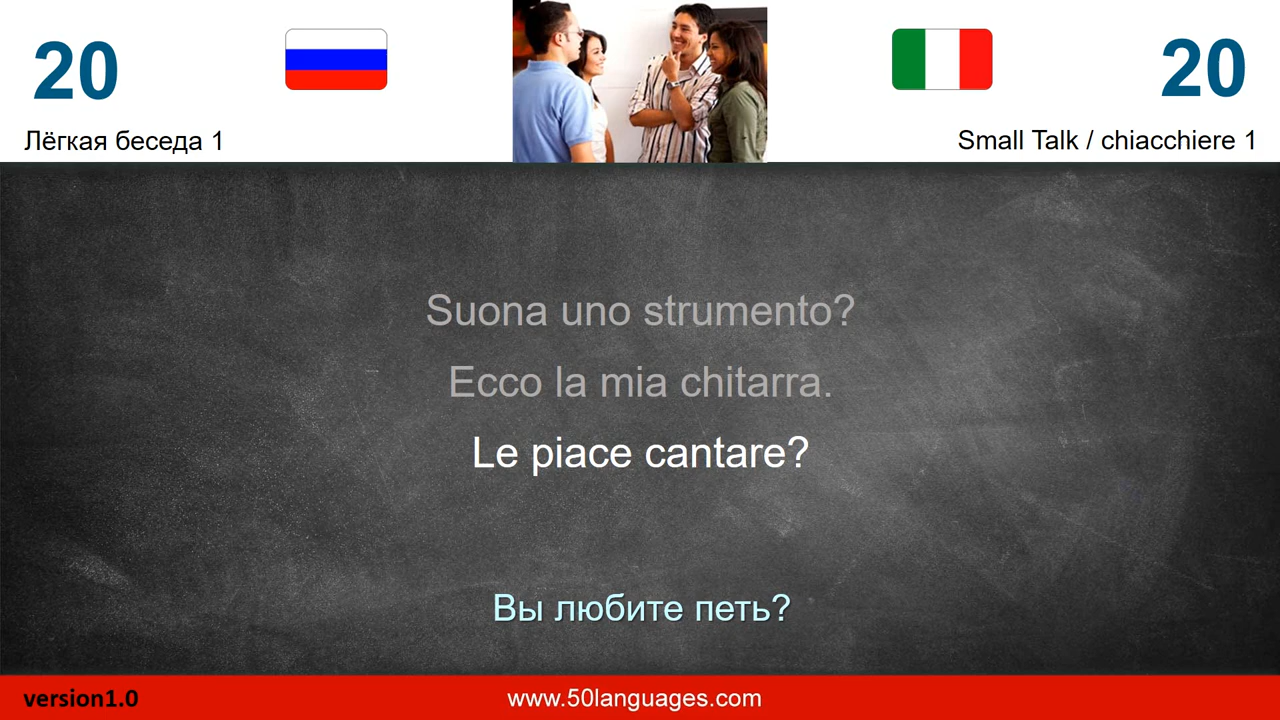 20
20
Лёгкая беседа 1
Small Talk / chiacchiere 1
Suona uno strumento?
Ecco la mia chitarra.
Le piace cantare?
Вы любите петь?
version1.0
www.50languages.com